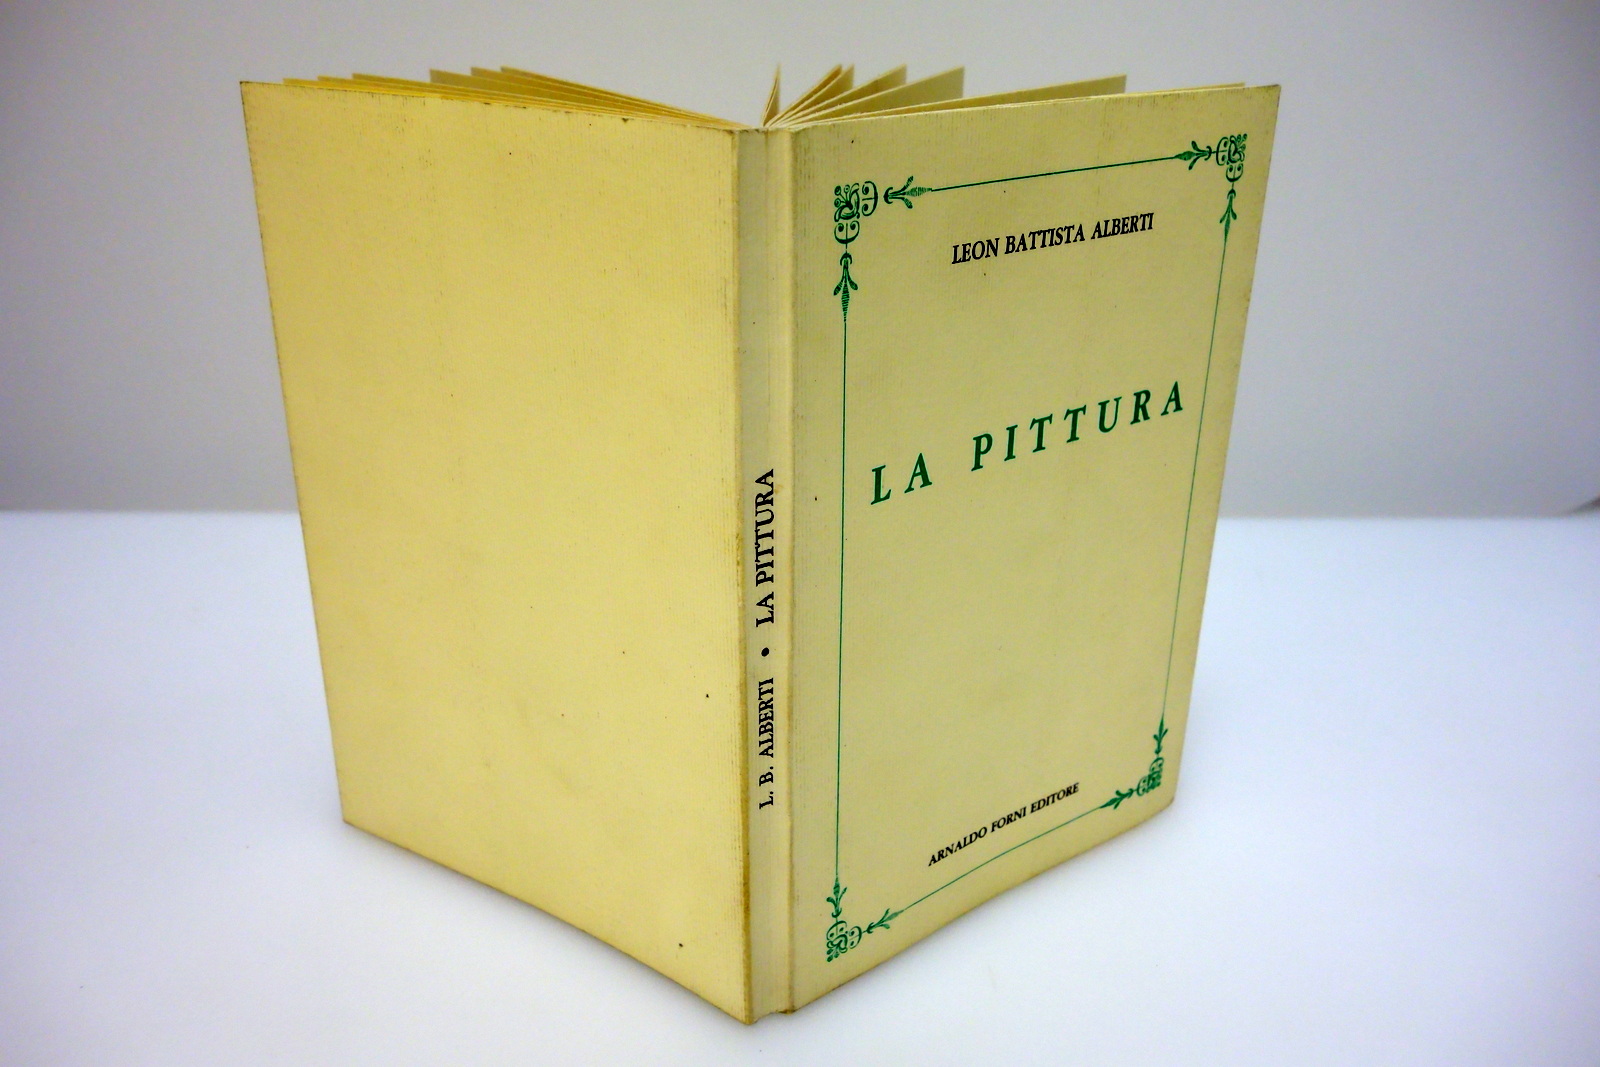 LEON BATTISTA ALBERTI
LA PITTURA
ARNALDO FORNI EDITORE
L. B. ALBERTI • LA PITTURA